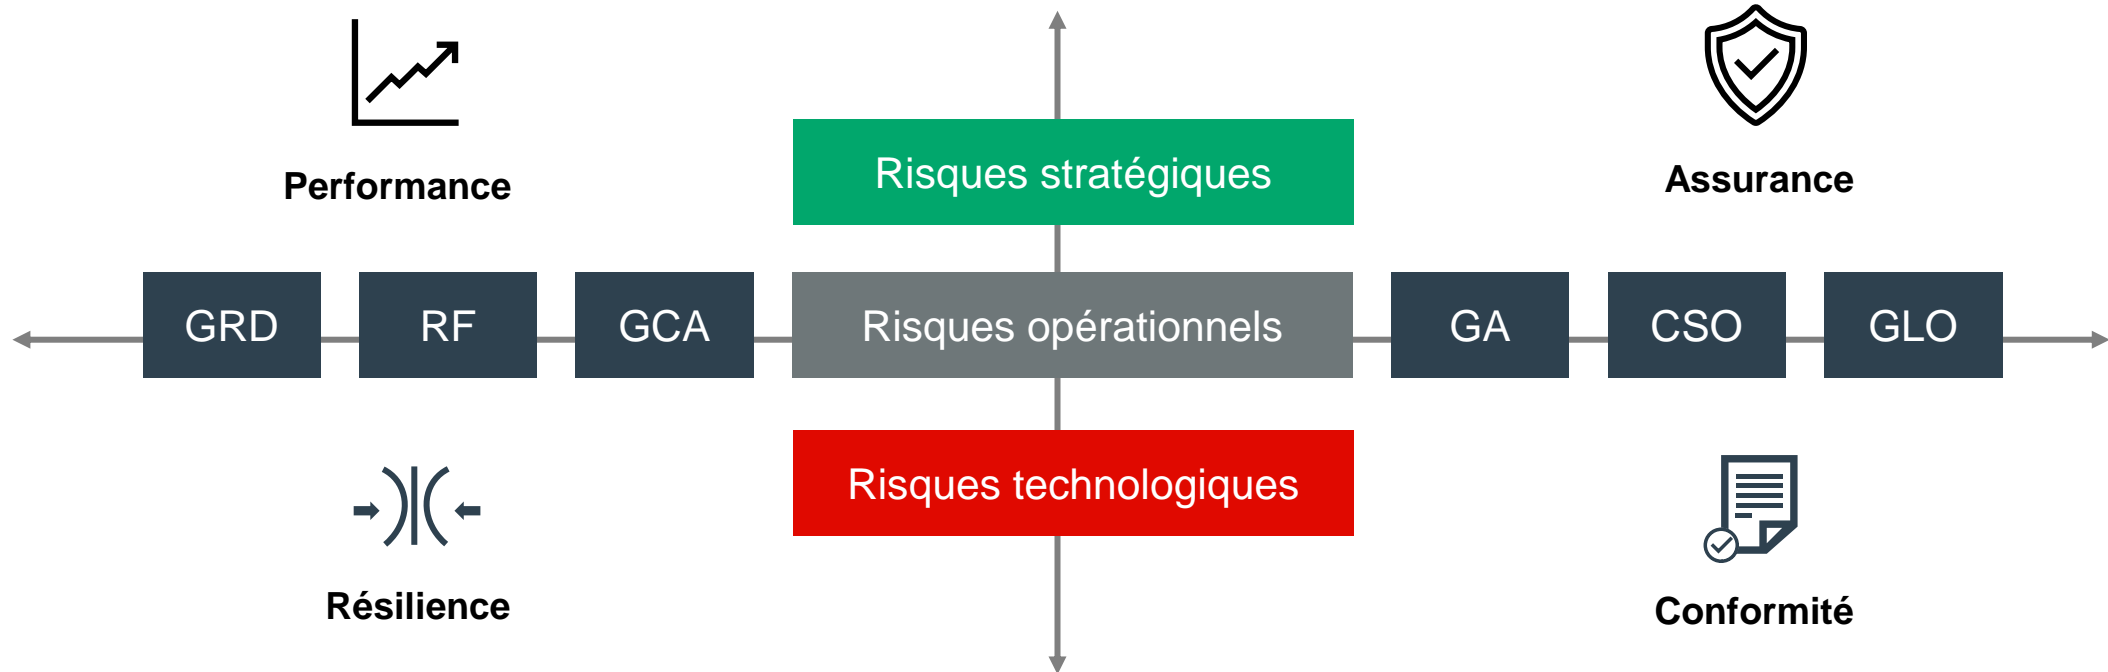 Performance
Risques stratégiques
Assurance
GRD
RF
GCA
Risques opérationnels
GA
CSO
GLO
Risques technologiques
Résilience
Conformité